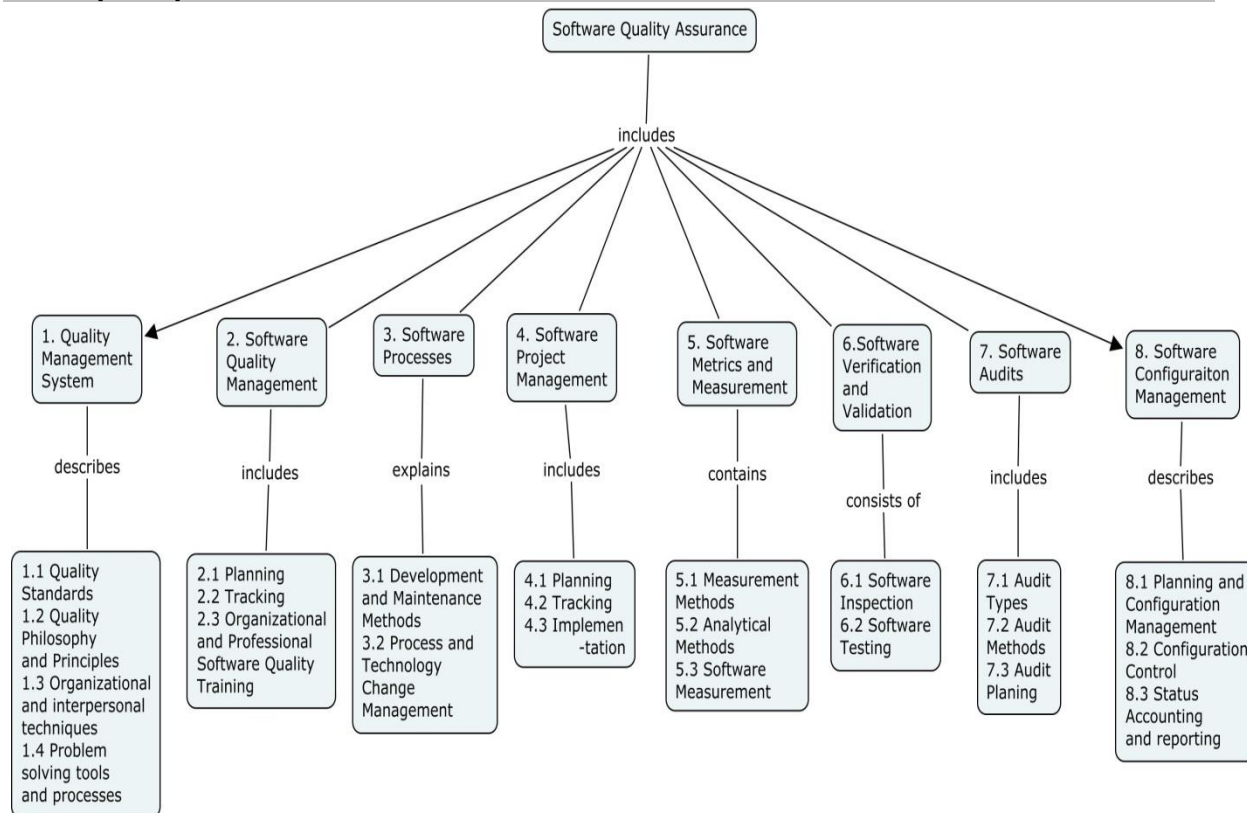 Software Quality Assurance
includes
1. Quality
Management
System
2. Software
Quality
Management
3. Software
Processes
4. Software
Project
Management
5. Software
Metrics and
Measurement
6.Software
Verification
and
Validation
7. Software
Audits
8. Software
Configuraiton
Management
describes
includes
explains
includes
contains
consists of
includes
describes
1.1 Quality
Standards
1.2 Quality
Philosophy
and Principles
1.3 Organizational
and interpersonal
techniques
1.4 Problem
solving tools
and processes
2.1 Planning
2.2 Tracking
2.3 Organizational
and Professional
Software Quality
Training
3.1 Development
and Maintenance
Methods
3.2 Process and
Technology
Change
Management
4.1 Planning
4.2 Tracking
4.3 Implemen
-tation
5.1 Measurement
Methods
5.2 Analytical
Methods
5.3 Software
Measurement
6.1 Software
Inspection
6.2 Software
Testing
7.1 Audit
Types
7.2 Audit
Methods
7.3 Audit
Planing
8.1 Planning and
Configuration
Management
8.2 Configuration
Control
8.3 Status
Accounting
and reporting